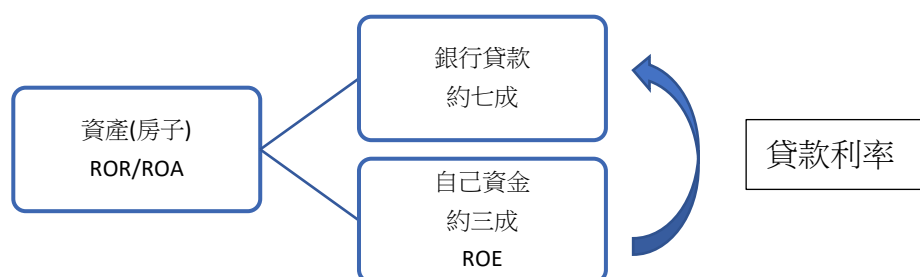 資產(房子)
ROR/ROA
銀行貸款
約七成
自己資金
約三成
ROE
貸款利率